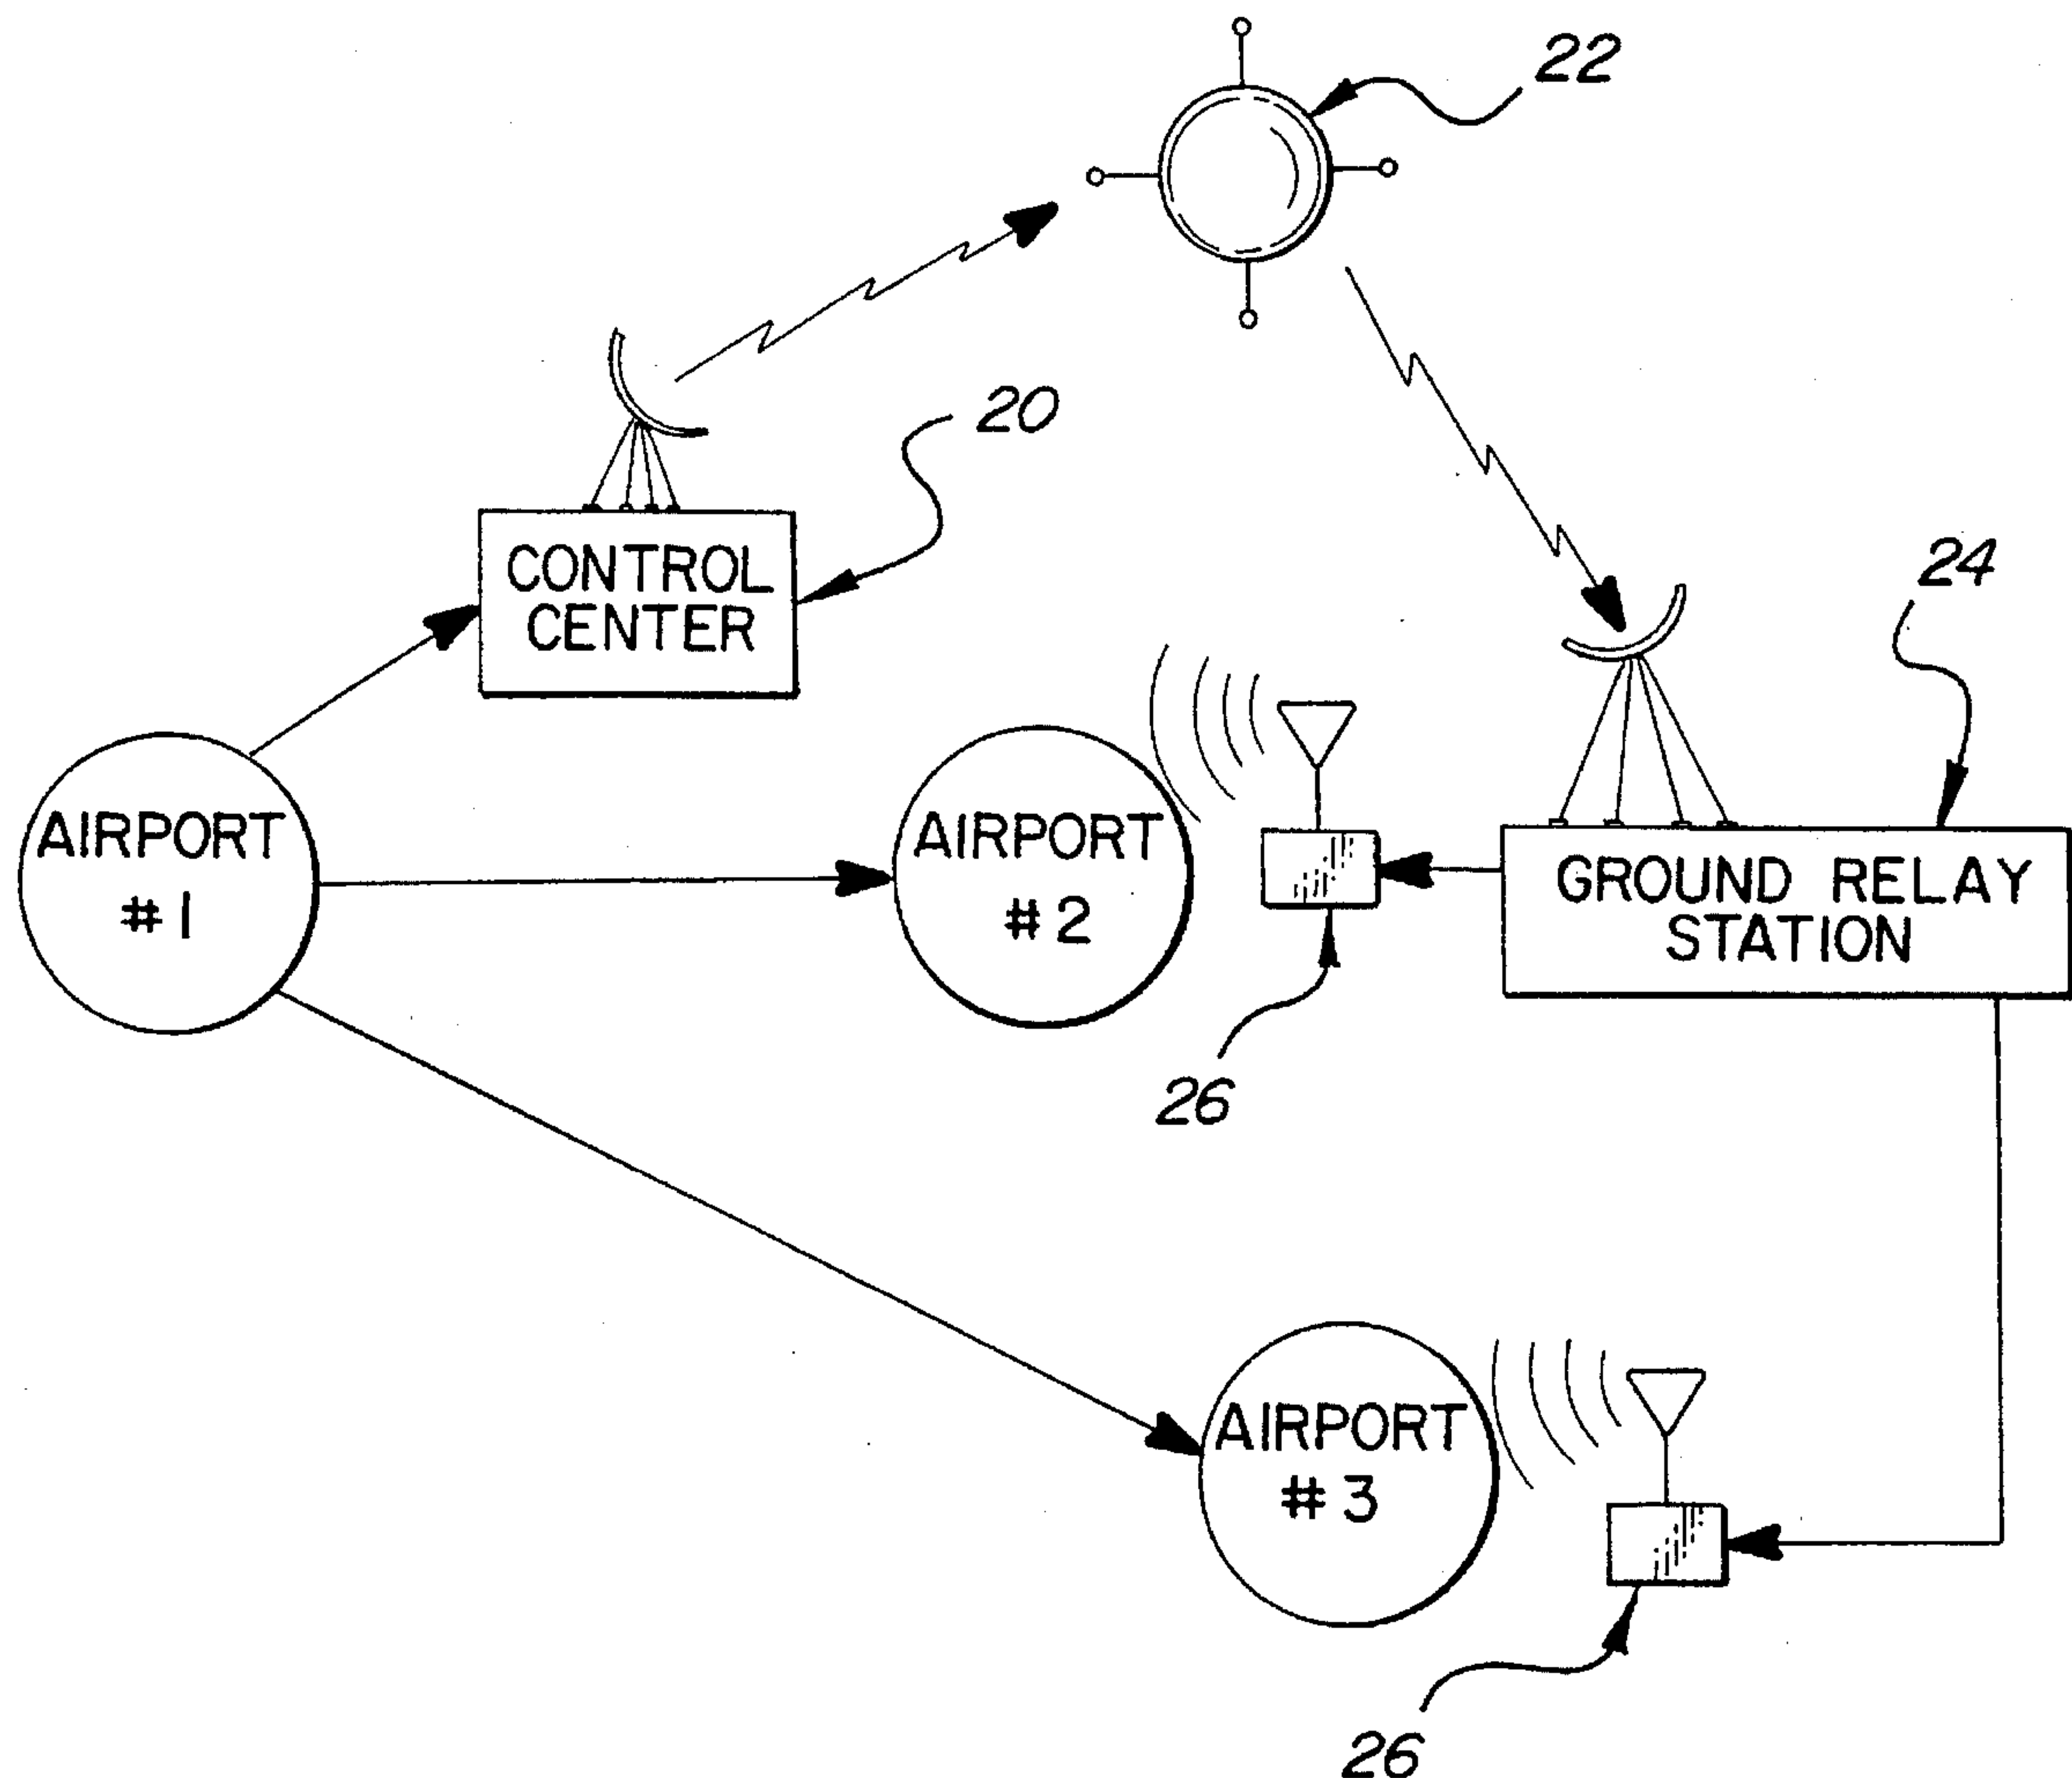 22
20
CONTROL
CENTER
24
AIRPORT
#1
AIRPORT
#2
GROUND RELAY
STATION
26
AIRPORT
#3
26